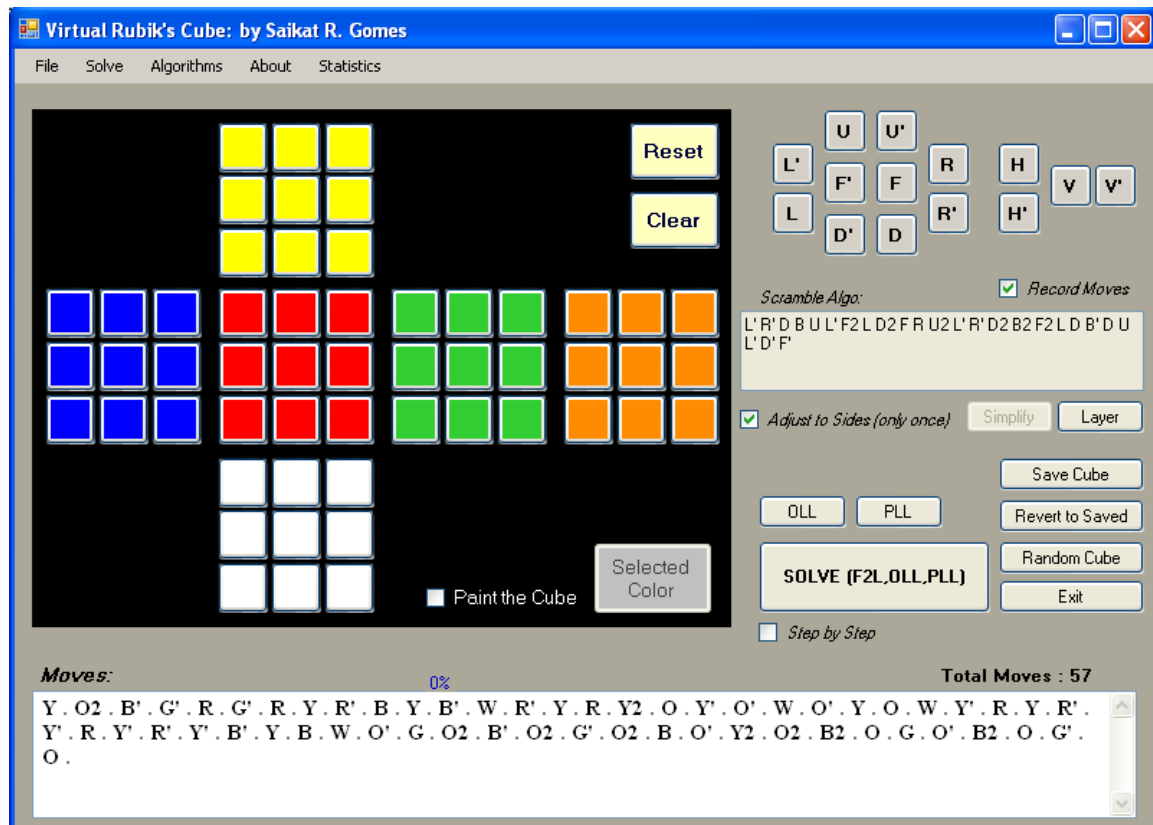 Virtual Rubik's Cube: by Saikat R. Gomes
File Solve Algorithms About Statistics
Reset
Clear
U U'
L' R H
F' F V V'
L R' H'
D' D
Scramble Algo: Record Moves
L' R' D B U L' F2 L D2 F R U2 L' R' D2 B2 F2 L D B' D U
L' D' F'
Adjust to Sides (only once) Simplify Layer
Save Cube
OLL PLL Revert to Saved
SOLVE (F2L,OLL,PLL) Random Cube
Exit
Selected
Color
Paint the Cube
Step by Step
Moves: 0% Total Moves : 57
Y . O2 . B' . G' . R . G' . R . Y . R' . B . Y . B' . W . R' . Y . R . Y2 . O . Y' . O' . W . O' . Y . O . W . Y' . R . Y . R' .
Y' . R . Y' . R' . Y' . B' . Y . B . W . O' . G . O2 . B' . O2 . G' . O2 . B . O' . Y2 . O2 . B2 . O . G . O' . B2 . O . G' .
O .